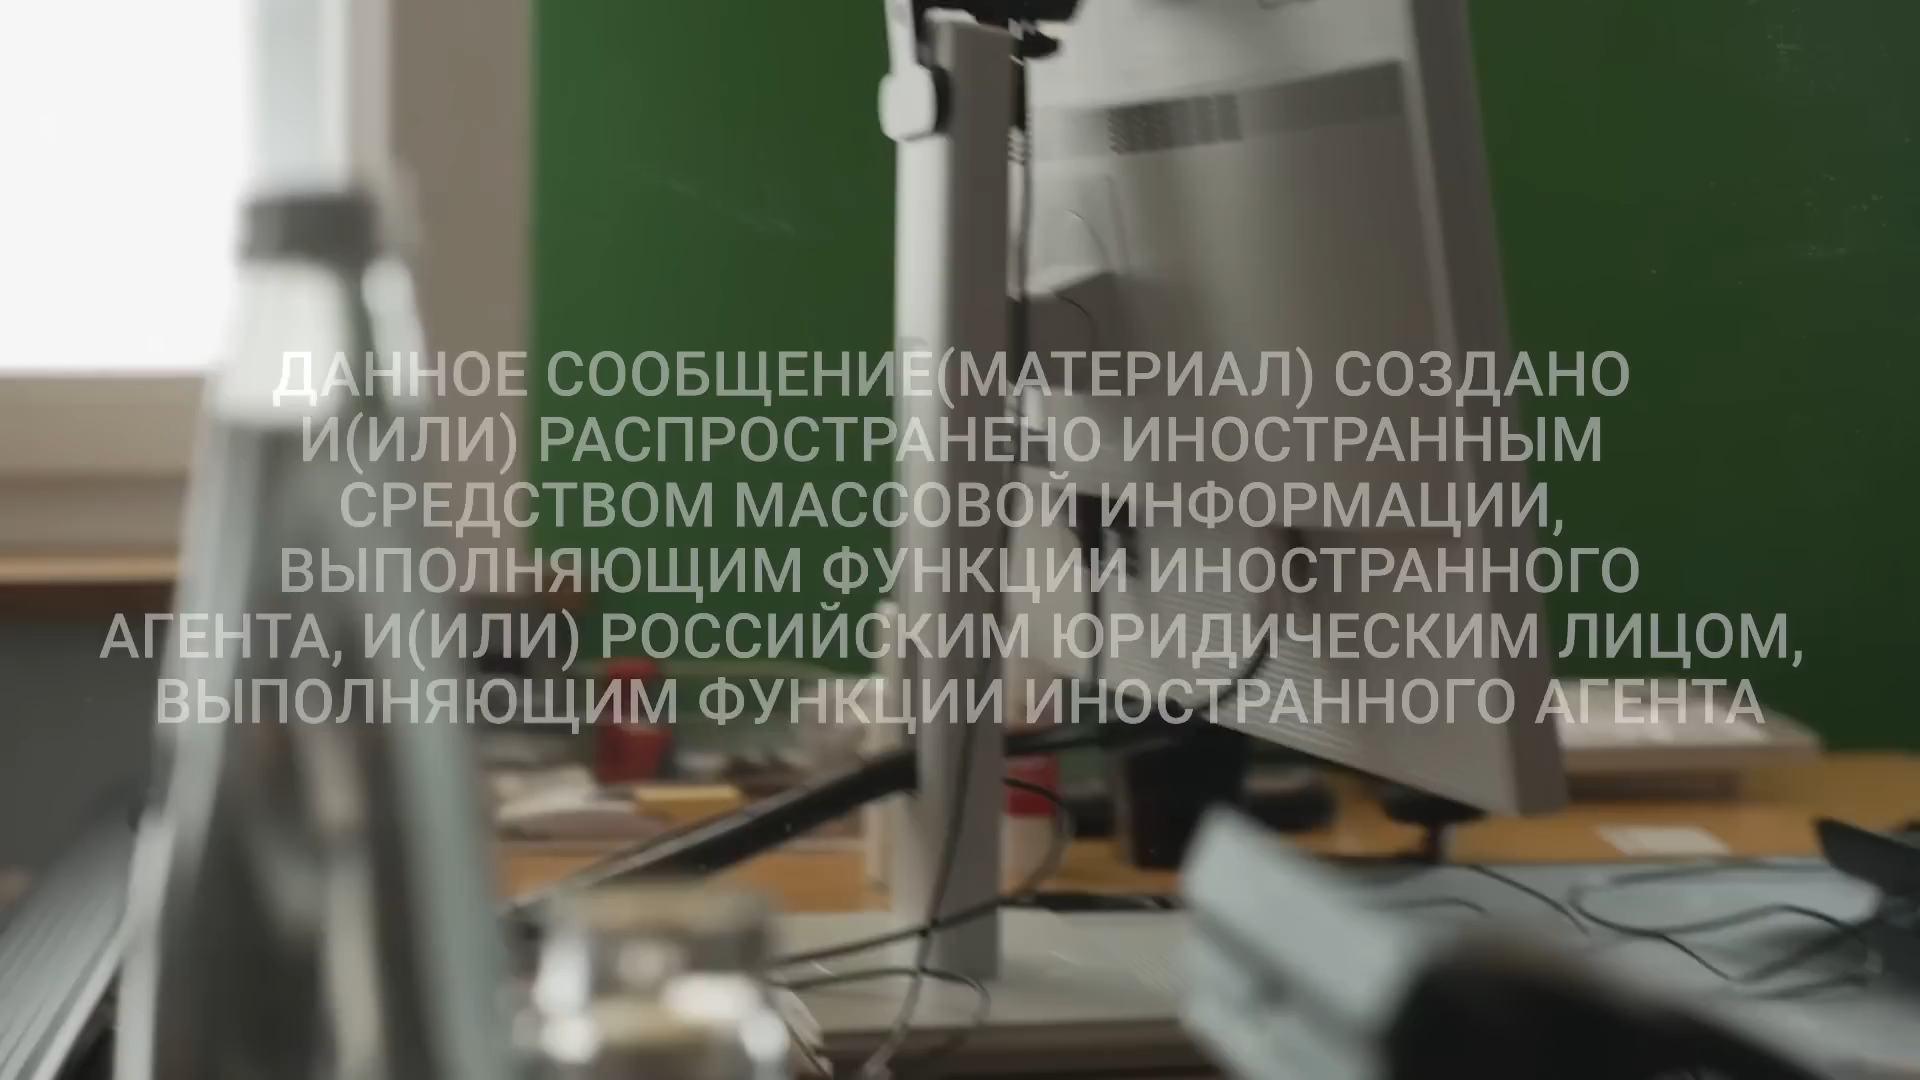 ДАННОЕ СООБЩЕНИЕ(МАТЕРИАЛ) СОЗДАНО
И(ИЛИ) РАСПРОСТРАНЕНО ИНОСТРАННЫМ
СРЕДСТВОМ МАССОВОЙ ИНФОРМАЦИИ,
ВЫПОЛНЯЮЩИМ ФУНКЦИИ ИНОСТРАННОГО
АГЕНТА, И(ИЛИ) РОССИЙСКИМ ЮРИДИЧЕСКИМ ЛИЦОМ,
ВЫПОЛНЯЮЩИМ ФУНКЦИИ ИНОСТРАННОГО АГЕНТА